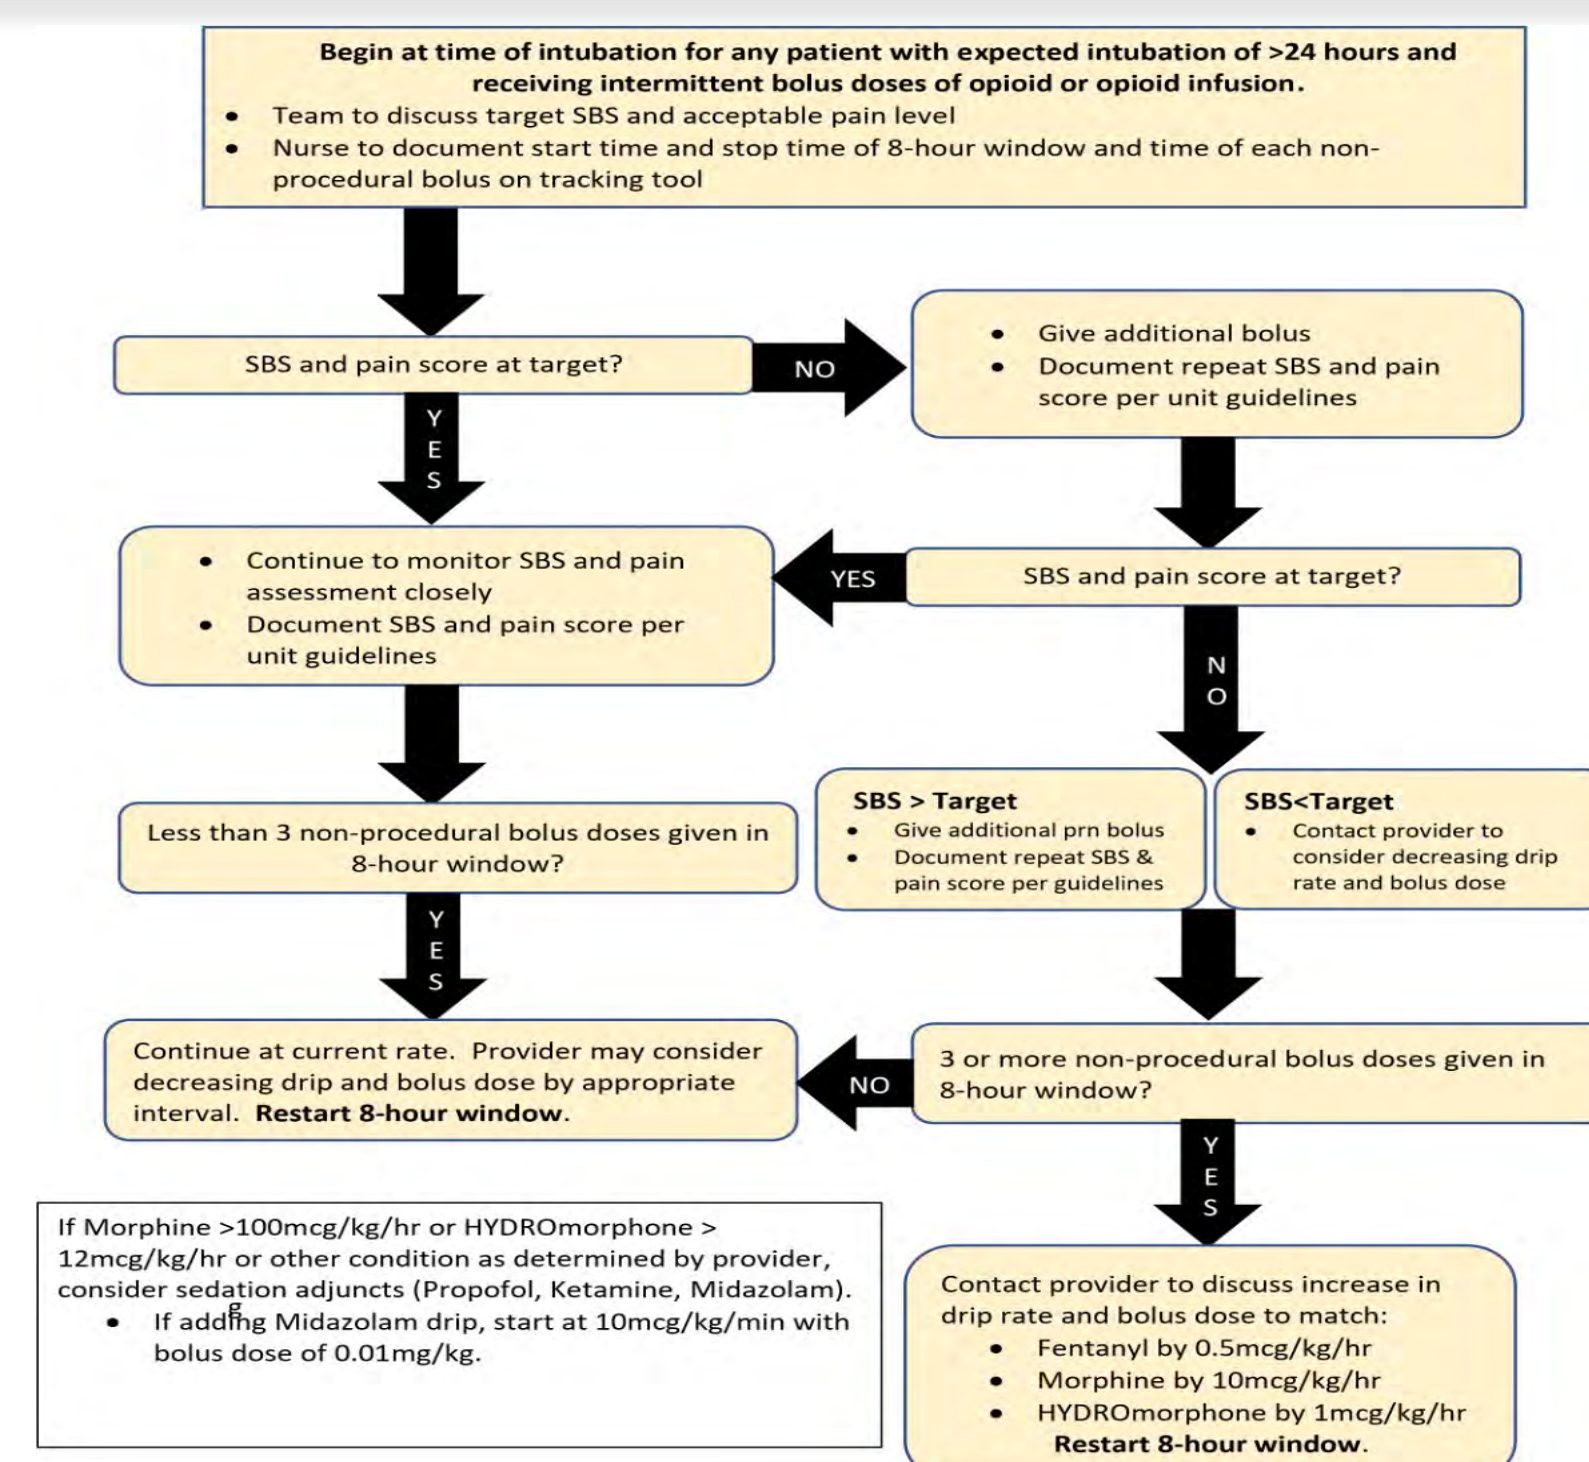 Begin at time of intubation for any patient with expected intubation of >24 hours and
receiving intermittent bolus doses of opioid or opioid infusion.
• Team to discuss target SBS and acceptable pain level
• Nurse to document start time and stop time of 8-hour window and time of each non-
procedural bolus on tracking tool
SBS and pain score at target?
NO
• Give additional bolus
• Document repeat SBS and pain
score per unit guidelines
YES
• Continue to monitor SBS and pain
assessment closely
• Document SBS and pain score per
unit guidelines
YES
SBS and pain score at target?
NO
Less than 3 non-procedural bolus doses given in
8-hour window?
SBS > Target
• Give additional prn bolus
• Document repeat SBS &
pain score per guidelines
SBS<Target
• Contact provider to
consider decreasing drip
rate and bolus dose
YES
Continue at current rate. Provider may consider
decreasing drip and bolus dose by appropriate
interval. Restart 8-hour window.
NO
3 or more non-procedural bolus doses given in
8-hour window?
YES
If Morphine >100mcg/kg/hr or HYDROmorphone >
12mcg/kg/hr or other condition as determined by provider,
consider sedation adjuncts (Propofol, Ketamine, Midazolam).
g
• If adding Midazolam drip, start at 10mcg/kg/min with
bolus dose of 0.01mg/kg.
Contact provider to discuss increase in
drip rate and bolus dose to match:
• Fentanyl by 0.5mcg/kg/hr
• Morphine by 10mcg/kg/hr
• HYDROmorphone by 1mcg/kg/hr
Restart 8-hour window.